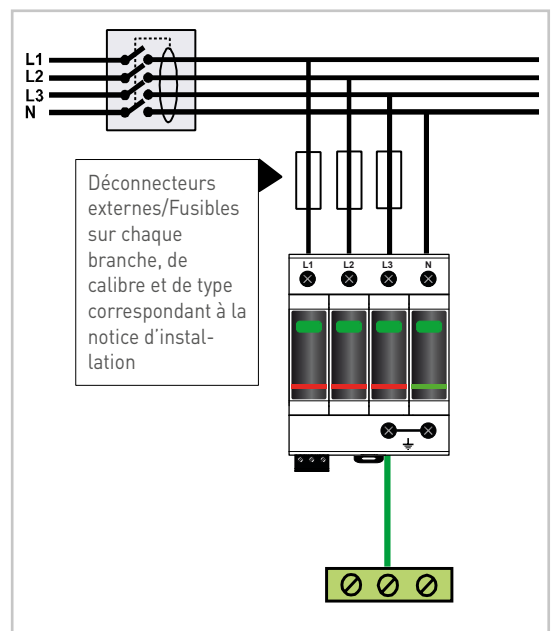 L1
L2
L3
N
Déconnecteurs
externes/Fusibles
sur chaque
branche, de
calibre et de type
correspondant à la
notice d'instal-
lation
L1 L2 L3 N